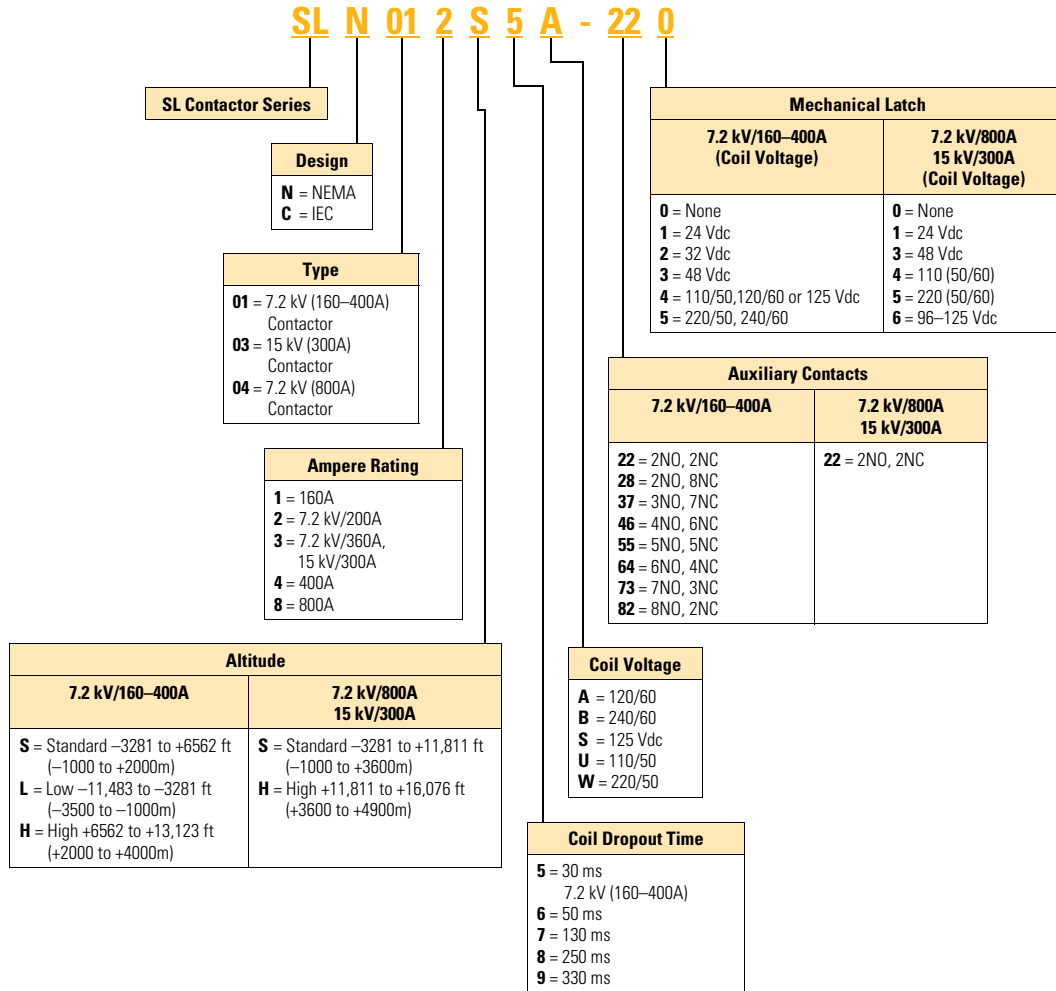 SL N 01 2 S 5 A - 22 0
SL Contactor Series
Design
N = NEMA
C = IEC
Type
01 = 7.2 kV (160–400A)
Contactor
03 = 15 kV (300A)
Contactor
04 = 7.2 kV (800A)
Contactor
Ampere Rating
1 = 160A
2 = 7.2 kV/200A
3 = 7.2 kV/360A,
15 kV/300A
4 = 400A
8 = 800A
Altitude
7.2 kV/160–400A
S = Standard –3281 to +6562 ft
(–1000 to +2000m)
L = Low –11,483 to –3281 ft
(–3500 to –1000m)
H = High +6562 to +13,123 ft
(+2000 to +4000m)
7.2 kV/800A
15 kV/300A
S = Standard –3281 to +11,811 ft
(–1000 to +3600m)
H = High +11,811 to +16,076 ft
(+3600 to +4900m)
Coil Dropout Time
5 = 30 ms
7.2 kV (160–400A)
6 = 50 ms
7 = 130 ms
8 = 250 ms
9 = 330 ms
Coil Voltage
A = 120/60
B = 240/60
S = 125 Vdc
U = 110/50
W = 220/50
Auxiliary Contacts
7.2 kV/160–400A
22 = 2NO, 2NC
28 = 2NO, 8NC
37 = 3NO, 7NC
46 = 4NO, 6NC
55 = 5NO, 5NC
64 = 6NO, 4NC
73 = 7NO, 3NC
82 = 8NO, 2NC
7.2 kV/800A
15 kV/300A
22 = 2NO, 2NC
Mechanical Latch
7.2 kV/160–400A
(Coil Voltage)
0 = None
1 = 24 Vdc
2 = 32 Vdc
3 = 48 Vdc
4 = 110/50,120/60 or 125 Vdc
5 = 220/50, 240/60
7.2 kV/800A
15 kV/300A
(Coil Voltage)
0 = None
1 = 24 Vdc
3 = 48 Vdc
4 = 110 (50/60)
5 = 220 (50/60)
6 = 96–125 Vdc